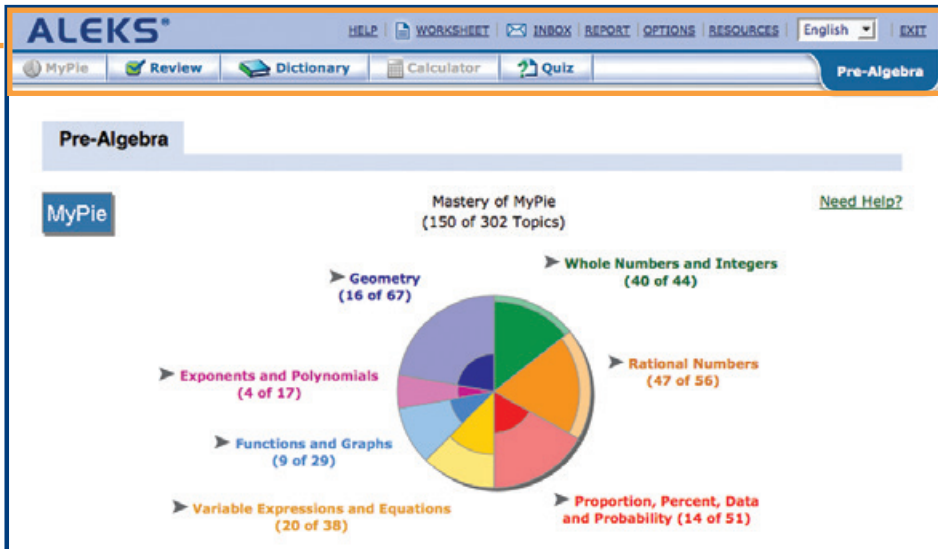 ALEKS®
HELP WORKSHEET INBOX REPORT OPTIONS RESOURCES English EXIT
MyPie Review Dictionary Calculator Quiz Pre-Algebra
Pre-Algebra
MyPie
Mastery of MyPie
(150 of 302 Topics)
Need Help?
Whole Numbers and Integers
(40 of 44)
Geometry
(16 of 67)
Rational Numbers
(47 of 56)
Exponents and Polynomials
(4 of 17)
Functions and Graphs
(9 of 29)
Variable Expressions and Equations
(20 of 38)
Proportion, Percent, Data
and Probability (14 of 51)